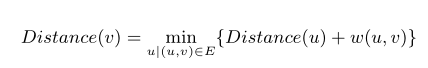 Distance(v) = min_{u|(u,v)∈E} {Distance(u) + w(u, v)}